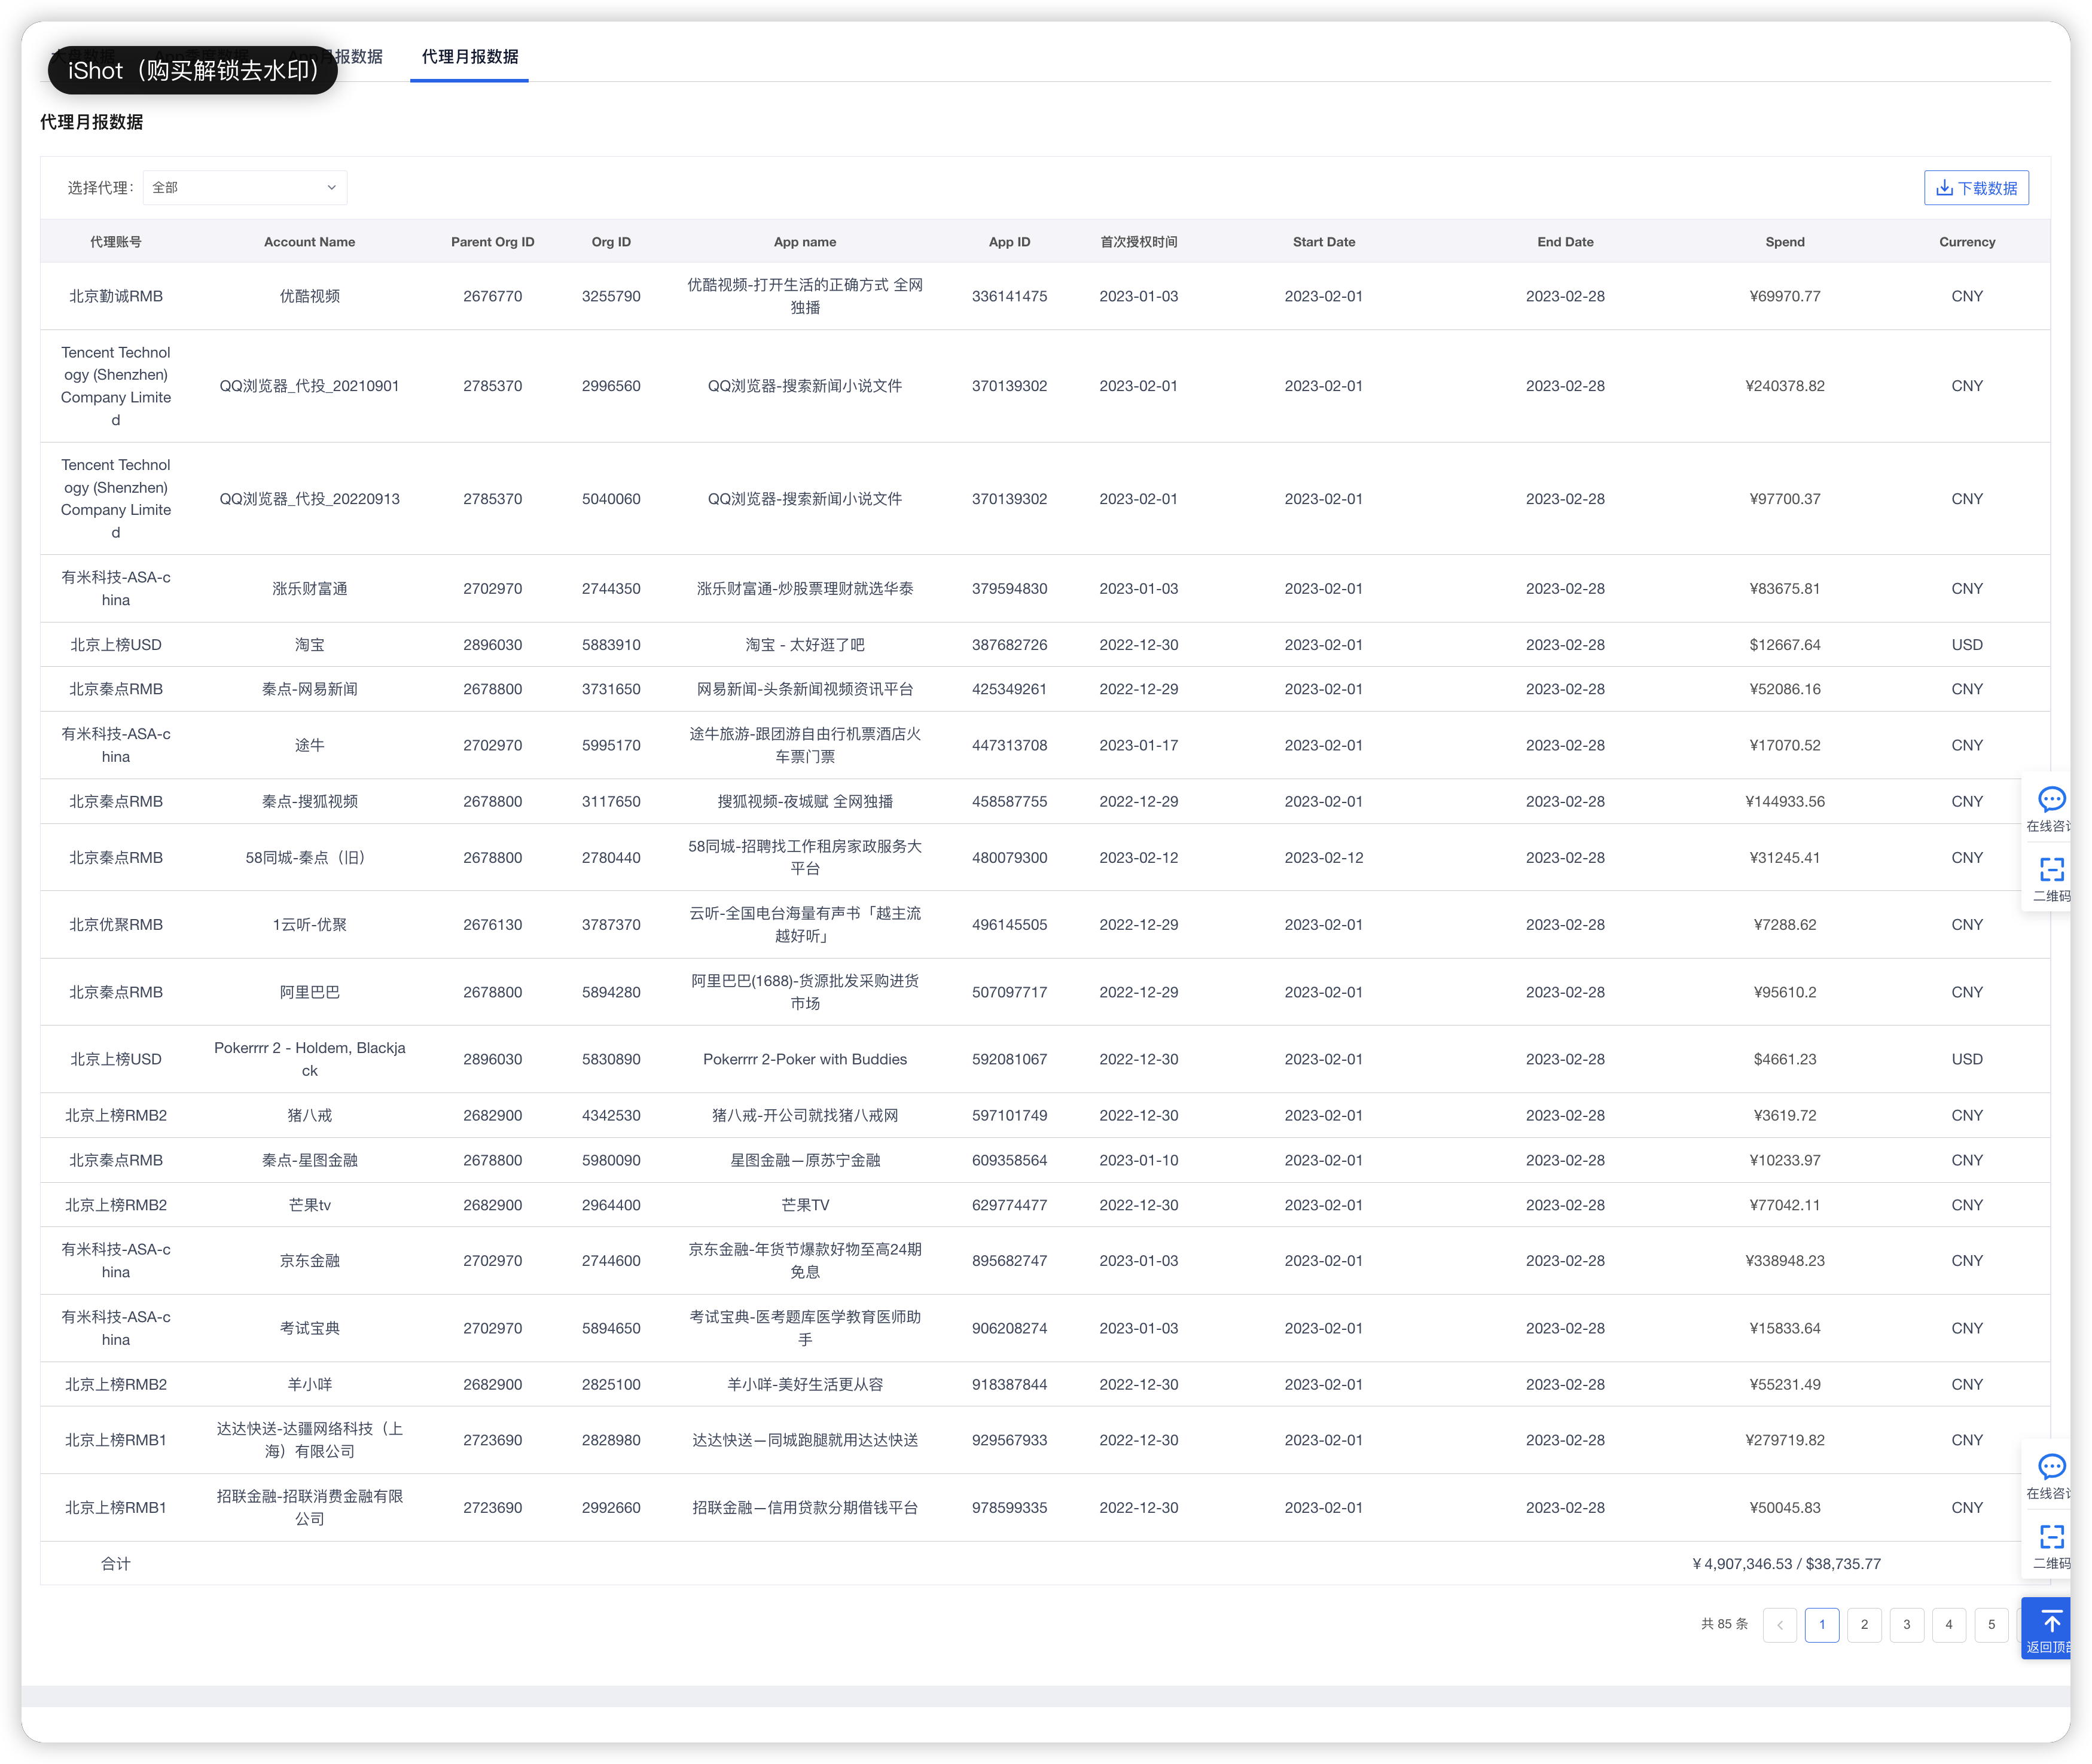 App月报数据 代理月报数据
iShot（购买解锁去水印）
代理月报数据
选择代理： 全部 下载数据
代理账号 Account Name Parent Org ID Org ID App name App ID 首次授权时间 Start Date End Date Spend Currency
北京勤诚RMB 优酷视频 2676770 3255790 优酷视频-打开生活的正确方式 全网 336141475 2023-01-03 2023-02-01 2023-02-28 ¥69970.77 CNY
独播
Tencent Technol
ogy (Shenzhen)
QQ浏览器_代投_20210901 2785370 2996560 QQ浏览器-搜索新闻小说文件 370139302 2023-02-01 2023-02-01 2023-02-28 ¥240378.82 CNY
Company Limite
d
Tencent Technol
ogy (Shenzhen)
QQ浏览器_代投_20220913 2785370 5040060 QQ浏览器-搜索新闻小说文件 370139302 2023-02-01 2023-02-01 2023-02-28 ¥97700.37 CNY
Company Limite
d
有米科技-ASA-c
hina
涨乐财富通 2702970 2744350 涨乐财富通-炒股票理财就选华泰 379594830 2023-01-03 2023-02-01 2023-02-28 ¥83675.81 CNY
北京上榜USD 淘宝 2896030 5883910 淘宝 - 太好逛了吧 387682726 2022-12-30 2023-02-01 2023-02-28 $12667.64 USD
北京秦点RMB 秦点-网易新闻 2678800 3731650 网易新闻-头条新闻视频资讯平台 425349261 2022-12-29 2023-02-01 2023-02-28 ¥52086.16 CNY
有米科技-ASA-c
hina
途牛 2702970 5995170 途牛旅游-跟团游自由行机票酒店火 447313708 2023-01-17 2023-02-01 2023-02-28 ¥17070.52 CNY
车票门票
北京秦点RMB 秦点-搜狐视频 2678800 3117650 搜狐视频-夜城赋 全网独播 458587755 2022-12-29 2023-02-01 2023-02-28 ¥144933.56 CNY
北京秦点RMB 58同城-秦点（旧） 2678800 2780440 58同城-招聘找工作租房家政服务大 480079300 2023-02-12 2023-02-12 2023-02-28 ¥31245.41 CNY
平台
北京优聚RMB 1云听-优聚 2676130 3787370 云听-全国电台海量有声书「越主流 496145505 2022-12-29 2023-02-01 2023-02-28 ¥7288.62 CNY
越好听」
北京秦点RMB 阿里巴巴 2678800 5894280 阿里巴巴(1688)-货源批发采购进货 507097717 2022-12-29 2023-02-01 2023-02-28 ¥95610.2 CNY
市场
北京上榜USD Pokerrrr 2 - Holdem, Blackja 2896030 5830890 Pokerrrr 2-Poker with Buddies 592081067 2022-12-30 2023-02-01 2023-02-28 $4661.23 USD
ck
北京上榜RMB2 猪八戒 2682900 4342530 猪八戒-开公司就找猪八戒网 597101749 2022-12-30 2023-02-01 2023-02-28 ¥3619.72 CNY
北京秦点RMB 秦点-星图金融 2678800 5980090 星图金融—原苏宁金融 609358564 2023-01-10 2023-02-01 2023-02-28 ¥10233.97 CNY
北京上榜RMB2 芒果tv 2682900 2964400 芒果TV 629774477 2022-12-30 2023-02-01 2023-02-28 ¥77042.11 CNY
有米科技-ASA-c
hina
京东金融 2702970 2744600 京东金融-年货节爆款好物至高24期 895682747 2023-01-03 2023-02-01 2023-02-28 ¥338948.23 CNY
免息
有米科技-ASA-c
hina
考试宝典 2702970 5894650 考试宝典-医考题库医学教育医师助 906208274 2023-01-03 2023-02-01 2023-02-28 ¥15833.64 CNY
手
北京上榜RMB2 羊小咩 2682900 2825100 羊小咩-美好生活更从容 918387844 2022-12-30 2023-02-01 2023-02-28 ¥55231.49 CNY
北京上榜RMB1 达达快送-达疆网络科技（上 2723690 2828980 达达快送—同城跑腿就用达达快送 929567933 2022-12-30 2023-02-01 2023-02-28 ¥279719.82 CNY
海）有限公司
北京上榜RMB1 招联金融-招联消费金融有限 2723690 2992660 招联金融—信用贷款分期借钱平台 978599335 2022-12-30 2023-02-01 2023-02-28 ¥50045.83 CNY
公司
合计 ¥ 4,907,346.53 / $38,735.77
共 85 条 1 2 3 4 5
在线咨
二维码
在线咨
二维码
返回顶